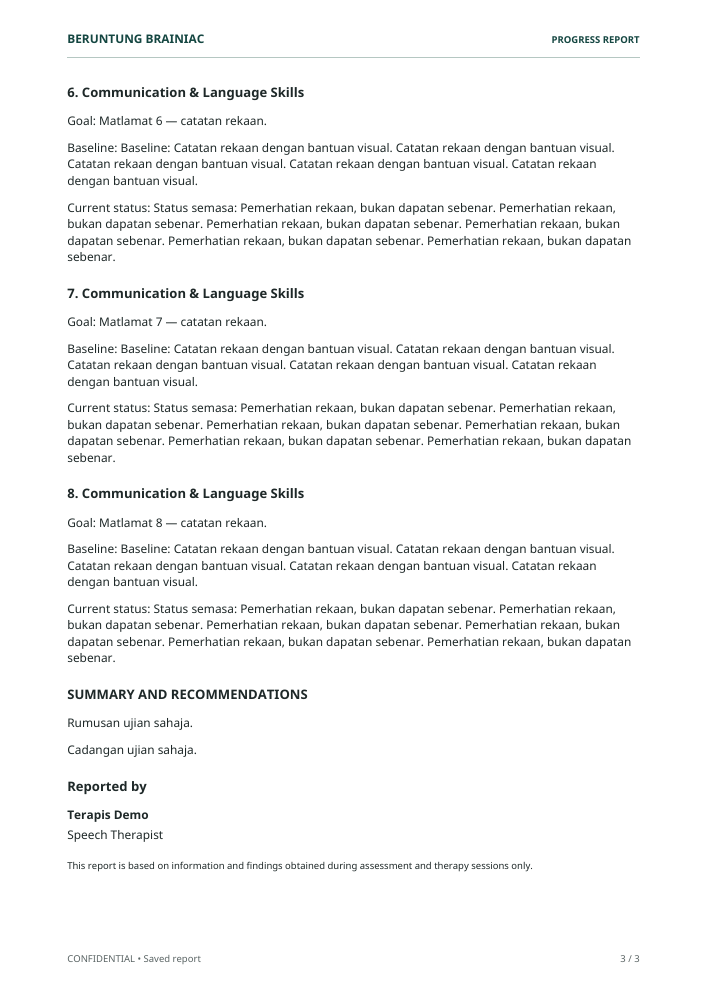 BERUNTUNG BRAINIAC
PROGRESS REPORT
6. Communication & Language Skills
Goal: Matlamat 6 — catatan rekaan.
Baseline: Baseline: Catatan rekaan dengan bantuan visual. Catatan rekaan dengan bantuan visual.
Catatan rekaan dengan bantuan visual. Catatan rekaan dengan bantuan visual. Catatan rekaan
dengan bantuan visual.
Current status: Status semasa: Pemerhatian rekaan, bukan dapatan sebenar. Pemerhatian rekaan,
bukan dapatan sebenar. Pemerhatian rekaan, bukan dapatan sebenar. Pemerhatian rekaan, bukan
dapatan sebenar. Pemerhatian rekaan, bukan dapatan sebenar. Pemerhatian rekaan, bukan dapatan
sebenar.
7. Communication & Language Skills
Goal: Matlamat 7 — catatan rekaan.
Baseline: Baseline: Catatan rekaan dengan bantuan visual. Catatan rekaan dengan bantuan visual.
Catatan rekaan dengan bantuan visual. Catatan rekaan dengan bantuan visual. Catatan rekaan
dengan bantuan visual.
Current status: Status semasa: Pemerhatian rekaan, bukan dapatan sebenar. Pemerhatian rekaan,
bukan dapatan sebenar. Pemerhatian rekaan, bukan dapatan sebenar. Pemerhatian rekaan, bukan
dapatan sebenar. Pemerhatian rekaan, bukan dapatan sebenar. Pemerhatian rekaan, bukan dapatan
sebenar.
8. Communication & Language Skills
Goal: Matlamat 8 — catatan rekaan.
Baseline: Baseline: Catatan rekaan dengan bantuan visual. Catatan rekaan dengan bantuan visual.
Catatan rekaan dengan bantuan visual. Catatan rekaan dengan bantuan visual. Catatan rekaan
dengan bantuan visual.
Current status: Status semasa: Pemerhatian rekaan, bukan dapatan sebenar. Pemerhatian rekaan,
bukan dapatan sebenar. Pemerhatian rekaan, bukan dapatan sebenar. Pemerhatian rekaan, bukan
dapatan sebenar. Pemerhatian rekaan, bukan dapatan sebenar. Pemerhatian rekaan, bukan dapatan
sebenar.
SUMMARY AND RECOMMENDATIONS
Rumusan ujian sahaja.
Cadangan ujian sahaja.
Reported by
Terapis Demo
Speech Therapist
This report is based on information and findings obtained during assessment and therapy sessions only.
CONFIDENTIAL • Saved report
3 / 3